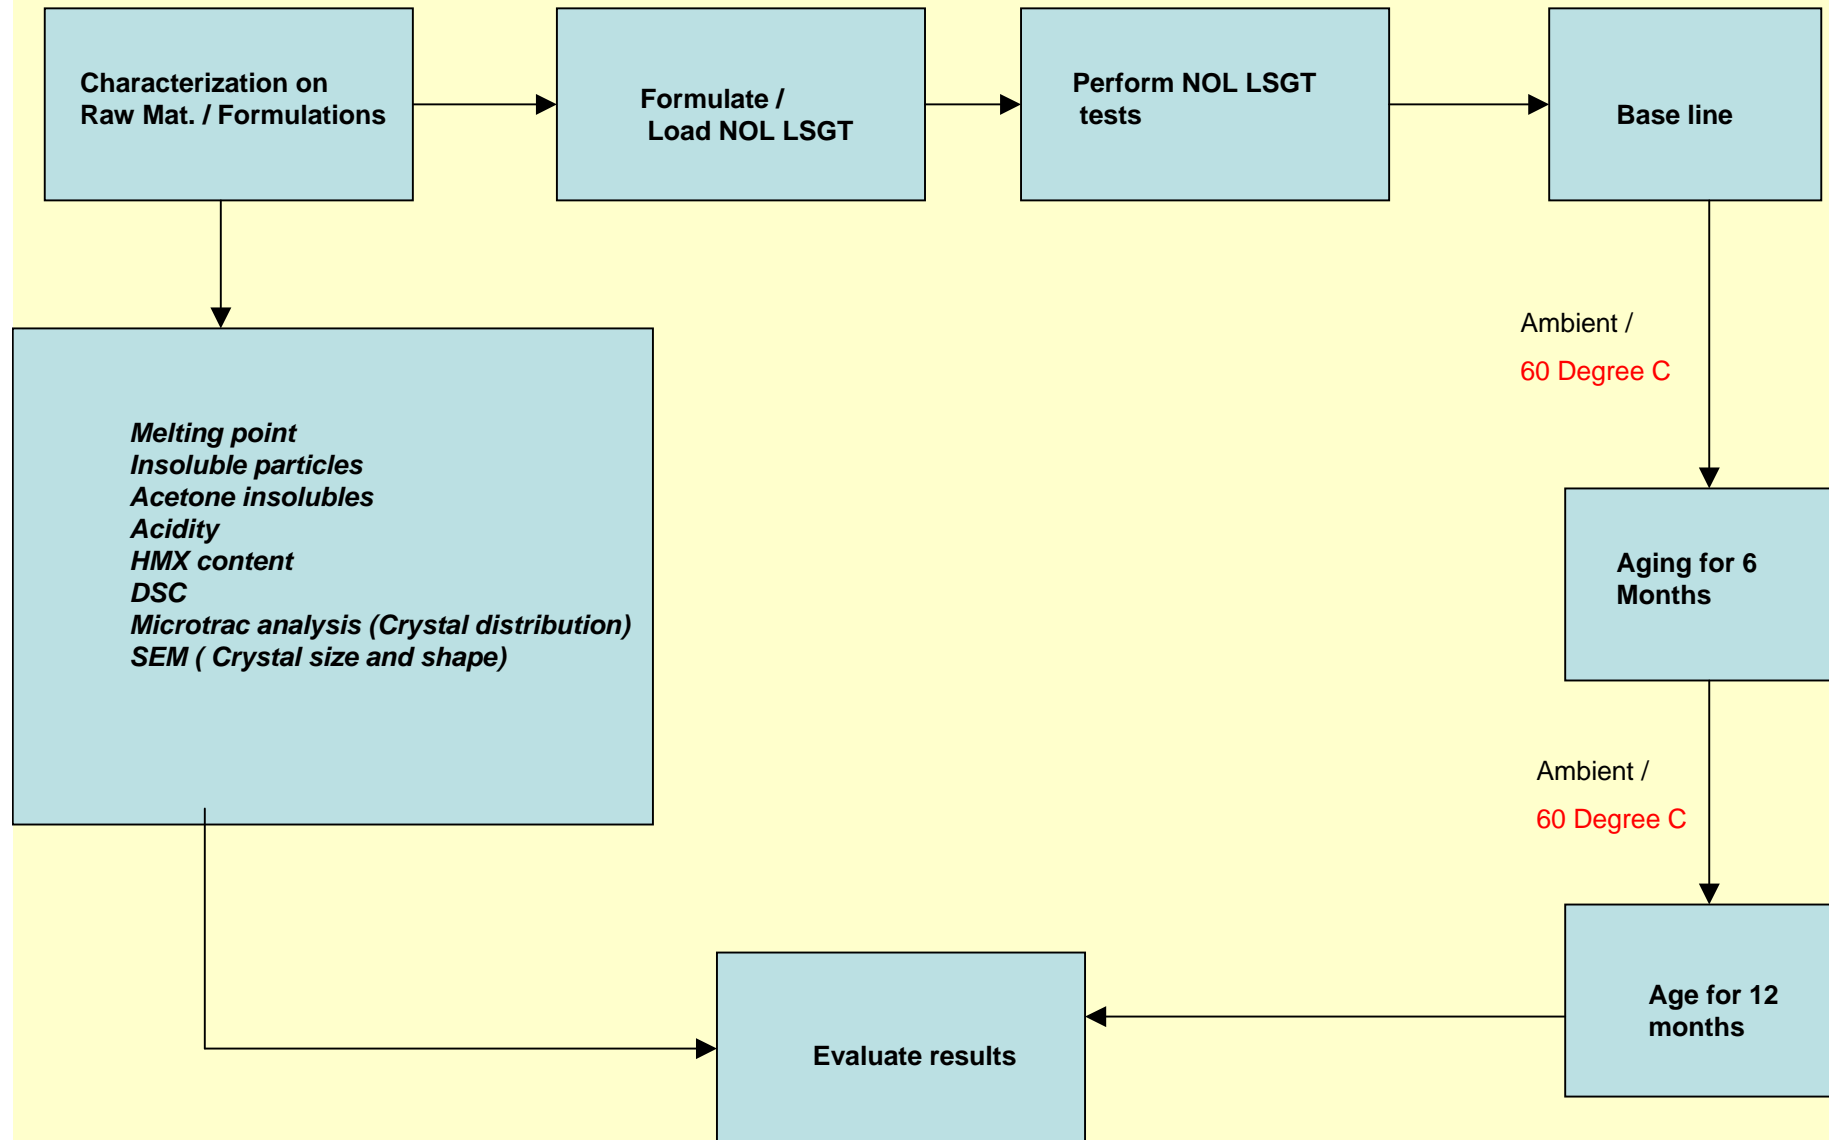 Characterization on
Raw Mat. / Formulations
Formulate /
Load NOL LSGT
Perform NOL LSGT
tests
Base line
Ambient /
60 Degree C
Melting point
Insoluble particles
Acetone insolubles
Acidity
HMX content
DSC
Microtrac analysis (Crystal distribution)
SEM ( Crystal size and shape)
Aging for 6
Months
Ambient /
60 Degree C
Age for 12
months
Evaluate results